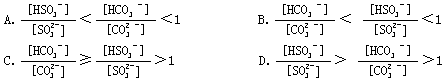 A. [HSO₃⁻]/[SO₃²⁻] < [HCO₃⁻]/[CO₃²⁻] < 1 B. [HCO₃⁻]/[CO₃²⁻] < [HSO₃⁻]/[SO₃²⁻] < 1
C. [HCO₃⁻]/[CO₃²⁻] ⩾ [HSO₃⁻]/[SO₃²⁻] > 1 D. [HSO₃⁻]/[SO₃²⁻] > [HCO₃⁻]/[CO₃²⁻] > 1